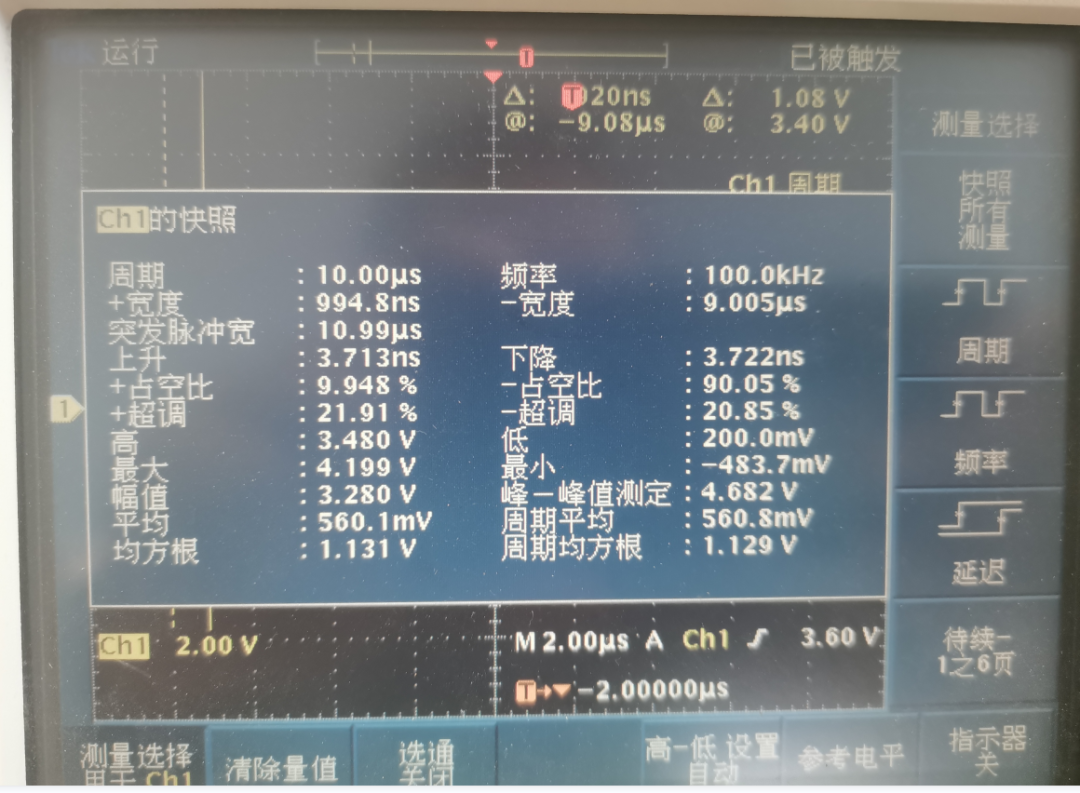 运行 T 已被触发
Δ: 920ns Δ: 1.08 V
@: −9.08μs @: 3.40 V
测量选择
Ch1 周期
快照
所有
测量
Ch1的快照
周期 : 10.00μs 频率 : 100.0kHz
+宽度 : 994.8ns −宽度 : 9.005μs
突发脉冲宽 : 10.99μs
上升 : 3.713ns 下降 : 3.722ns
+占空比 : 9.948 % −占空比 : 90.05 %
+超调 : 21.91 % −超调 : 20.85 %
高 : 3.480 V 低 : 200.0mV
最大 : 4.199 V 最小 : −483.7mV
幅值 : 3.280 V 峰−峰值测定 : 4.682 V
平均 : 560.1mV 周期平均 : 560.8mV
均方根 : 1.131 V 周期均方根 : 1.129 V
周期
频率
延迟
1
Ch1 2.00 V M 2.00μs A Ch1 3.60 V
T→▼ −2.00000μs
待续−
1之6页
测量选择
用于 Ch1
清除量值
选通
关闭
高−低 设置
自动
参考电平
指示器
关